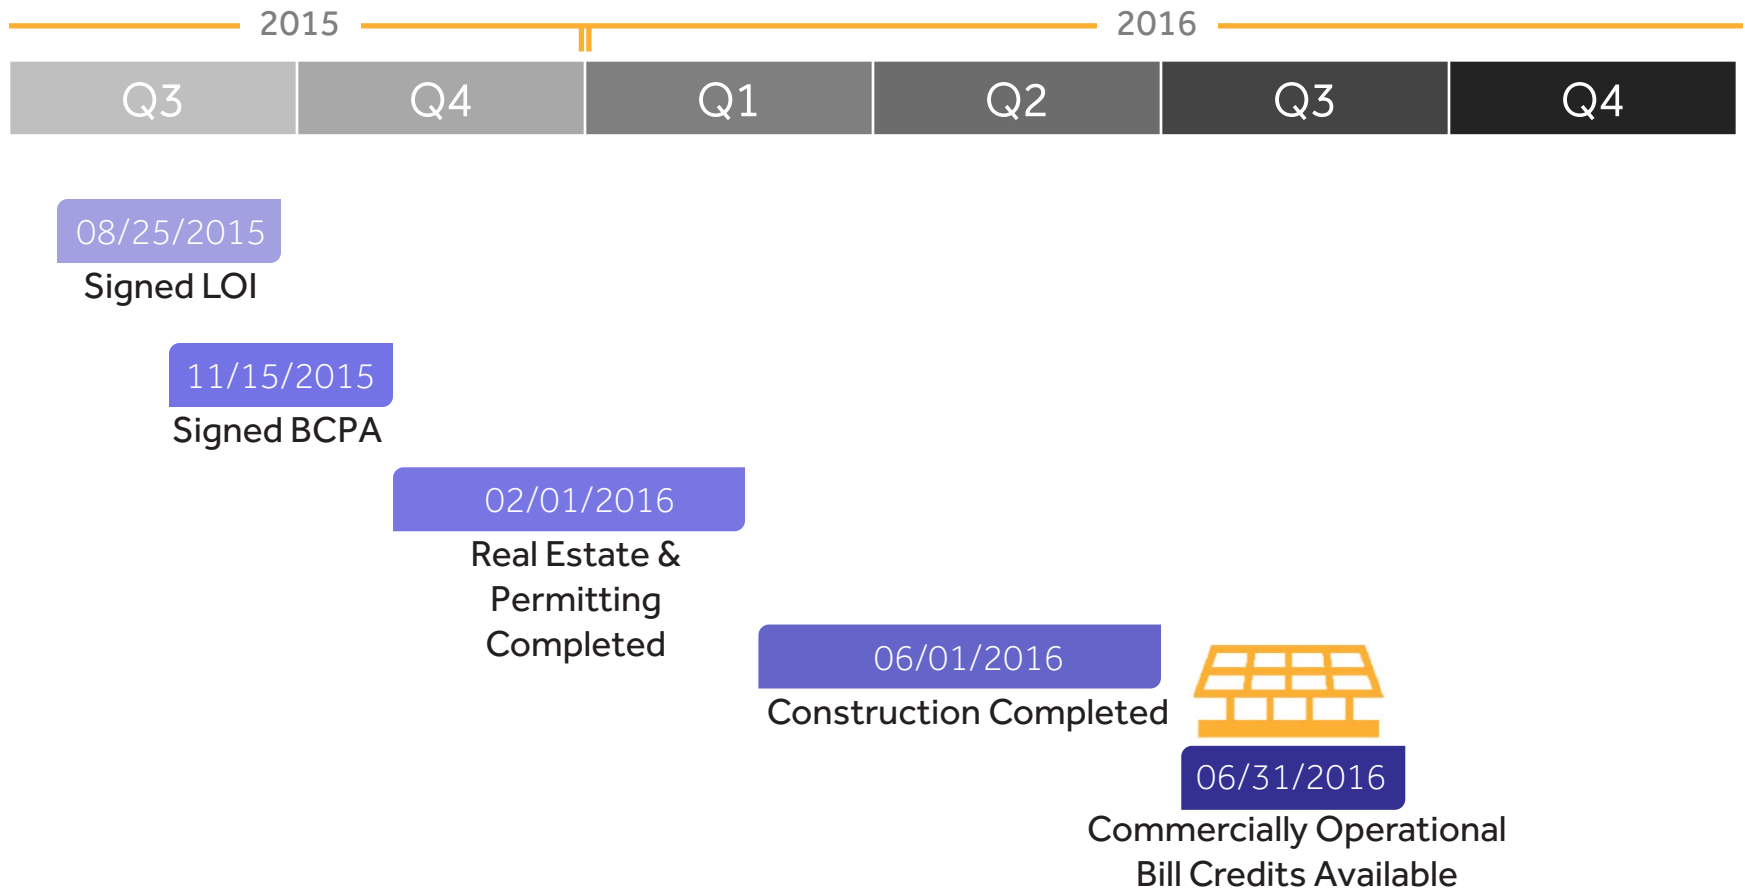 2015
2016
Q3
Q4
Q1
Q2
Q3
Q4
08/25/2015
Signed LOI
11/15/2015
Signed BCPA
02/01/2016
Real Estate &
Permitting
Completed
06/01/2016
Construction Completed
06/31/2016
Commercially Operational
Bill Credits Available